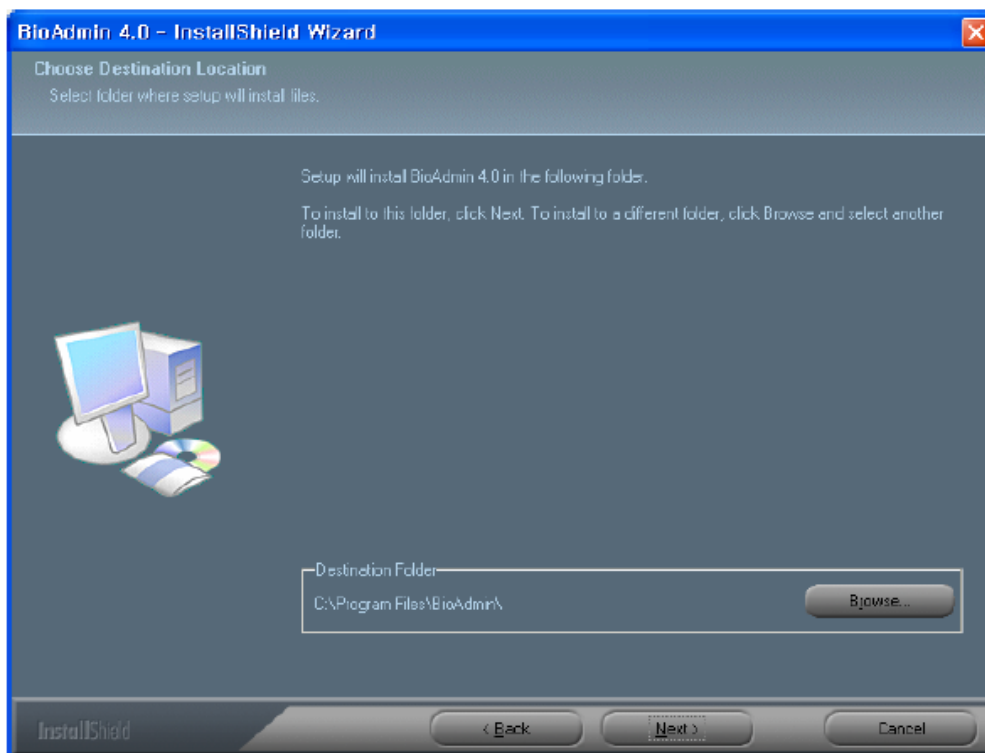 BioAdmin 4.0 - InstallShield Wizard
Choose Destination Location
Select folder where setup will install files.
Setup will install BioAdmin 4.0 in the following folder.
To install to this folder, click Next. To install to a different folder, click Browse and select another
folder.
Destination Folder
C:\Program Files\BioAdmin\
Browse...
InstallShield
< Back
Next >
Cancel